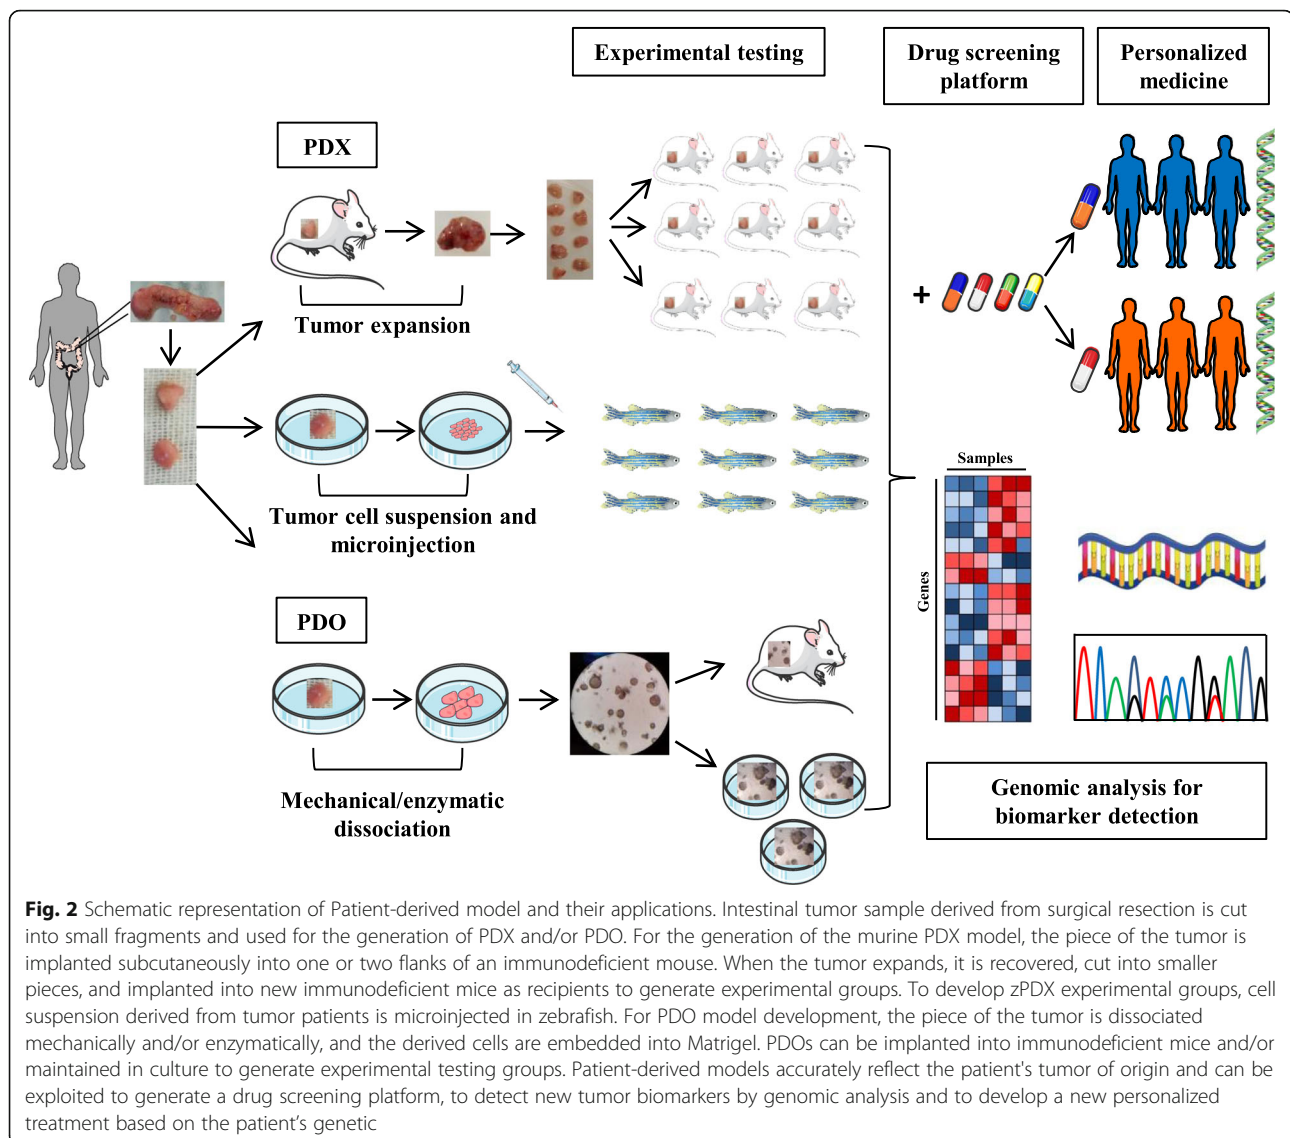 Experimental testing
Drug screening
platform
Personalized
medicine
PDX
Tumor expansion
+
Tumor cell suspension and
microinjection
Samples
Genes
PDO
Mechanical/enzymatic
dissociation
Genomic analysis for
biomarker detection
Fig. 2 Schematic representation of Patient-derived model and their applications. Intestinal tumor sample derived from surgical resection is cut
into small fragments and used for the generation of PDX and/or PDO. For the generation of the murine PDX model, the piece of the tumor is
implanted subcutaneously into one or two flanks of an immunodeficient mouse. When the tumor expands, it is recovered, cut into smaller
pieces, and implanted into new immunodeficient mice as recipients to generate experimental groups. To develop zPDX experimental groups, cell
suspension derived from tumor patients is microinjected in zebrafish. For PDO model development, the piece of the tumor is dissociated
mechanically and/or enzymatically, and the derived cells are embedded into Matrigel. PDOs can be implanted into immunodeficient mice and/or
maintained in culture to generate experimental testing groups. Patient-derived models accurately reflect the patient's tumor of origin and can be
exploited to generate a drug screening platform, to detect new tumor biomarkers by genomic analysis and to develop a new personalized
treatment based on the patient’s genetic